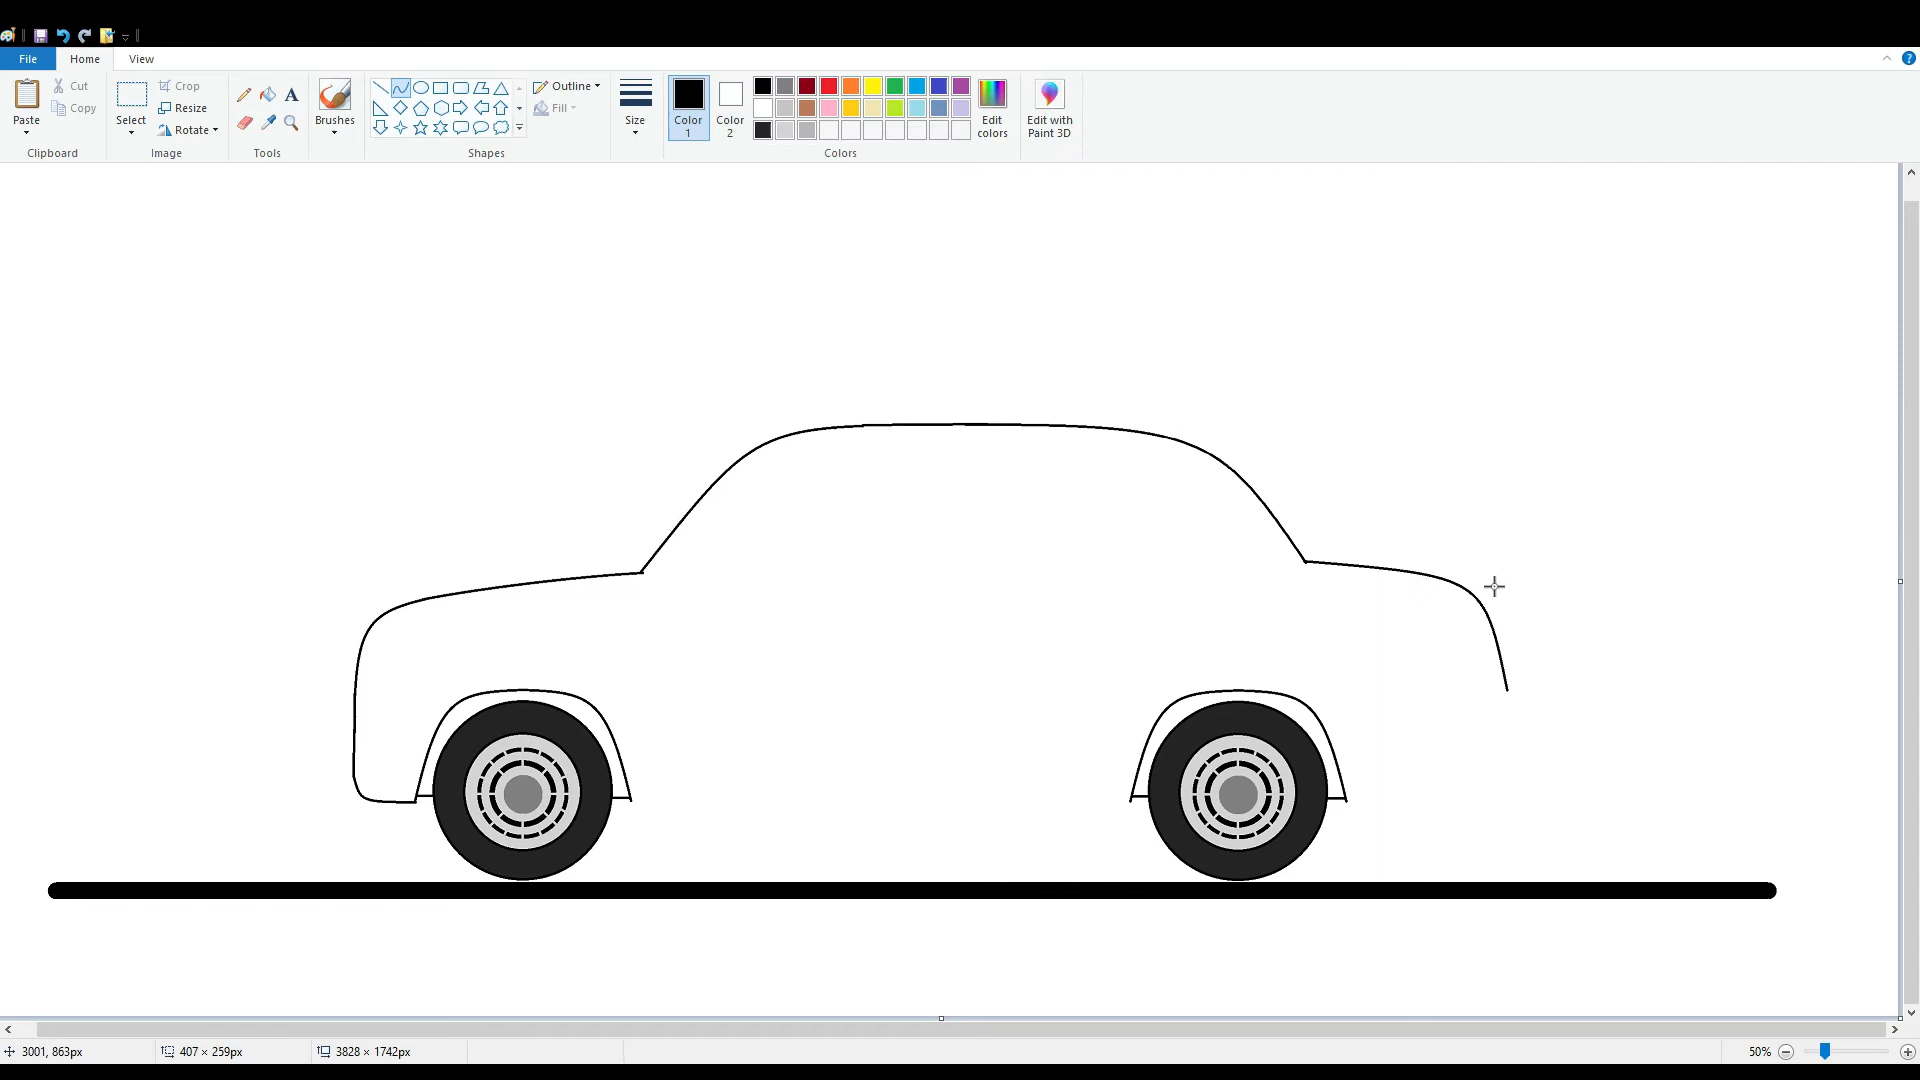 File Home View
Paste Cut Copy Clipboard
Select Crop Resize Rotate Image
A
Tools
Brushes
Shapes Outline Fill
Size
Color 1 Color 2 Colors
Edit colors
Edit with Paint 3D
?
3001, 863px 407 × 259px 3828 × 1742px 50%